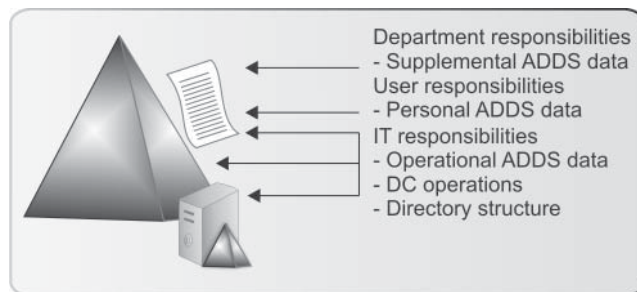 Department responsibilities
- Supplemental ADDS data
User responsibilities
- Personal ADDS data
IT responsibilities
- Operational ADDS data
- DC operations
- Directory structure